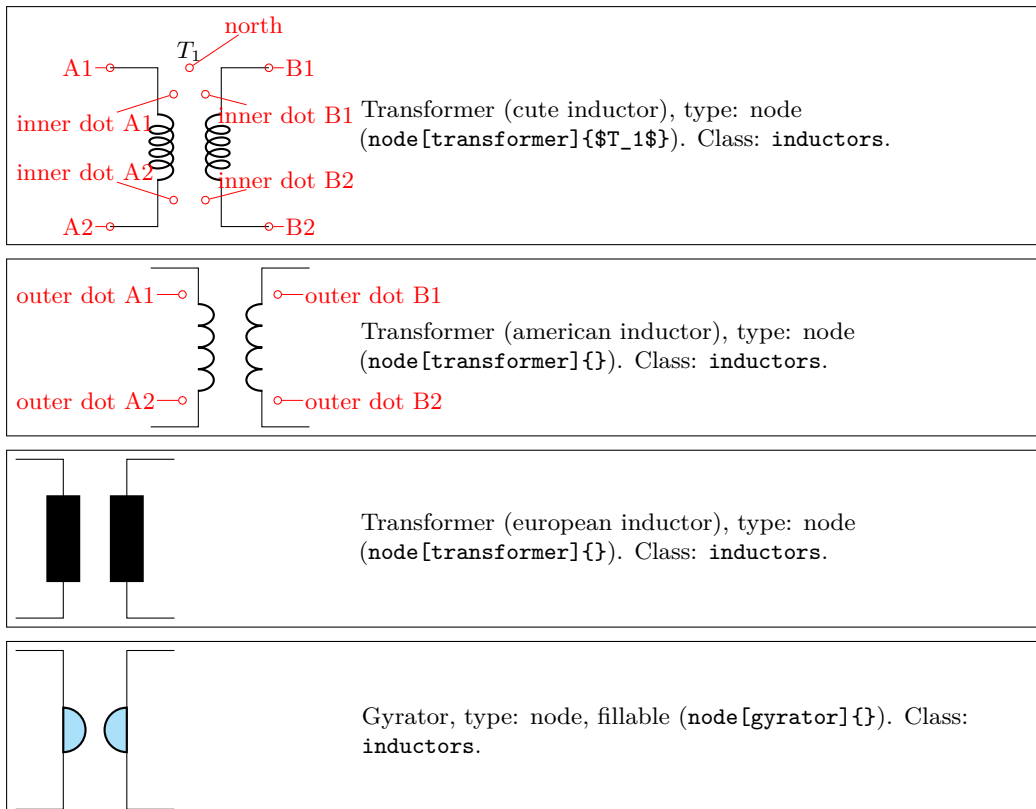 north
T1
A1
B1
inner dot A1
inner dot B1
Transformer (cute inductor), type: node
(node[transformer]{$T_1$}). Class: inductors.
inner dot A2
inner dot B2
A2
B2
outer dot A1
outer dot B1
Transformer (american inductor), type: node
(node[transformer]{}). Class: inductors.
outer dot A2
outer dot B2
Transformer (european inductor), type: node
(node[transformer]{}). Class: inductors.
Gyrator, type: node, fillable (node[gyrator]{}). Class:
inductors.